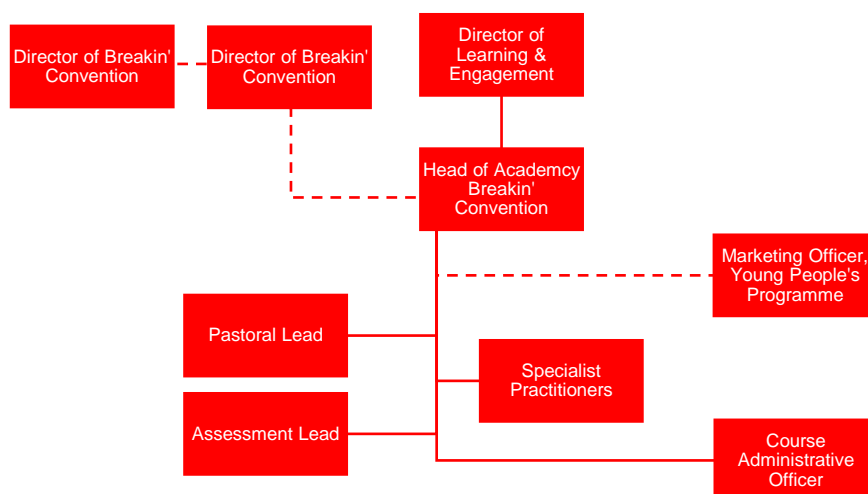 Director of Breakin'
Convention
Director of Breakin'
Convention
Director of
Learning &
Engagement
Head of Academcy
Breakin'
Convention
Marketing Officer,
Young People's
Programme
Pastoral Lead
Specialist
Practitioners
Assessment Lead
Course
Administrative
Officer